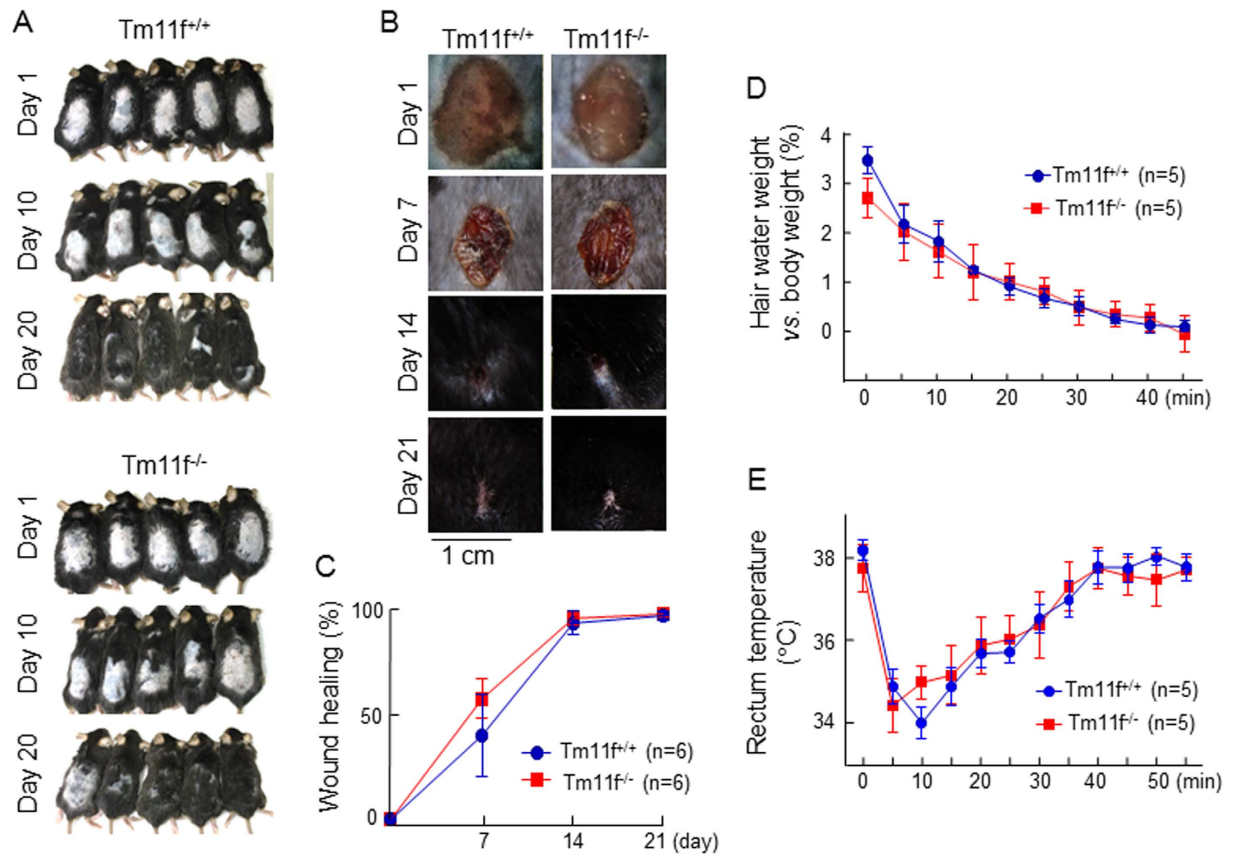 A
Tm11f+/+
Day 1
Day 10
Day 20
Tm11f-/-
Day 1
Day 10
Day 20
B
Tm11f+/+
Tm11f-/-
Day 1
Day 7
Day 14
Day 21
1 cm
C
Wound healing (%)
100
50
0
7
14
21 (day)
Tm11f+/+ (n=6)
Tm11f-/- (n=6)
D
Hair water weight
vs. body weight (%)
4
3
2
1
0
0
10
20
30
40 (min)
Tm11f+/+ (n=5)
Tm11f-/- (n=5)
E
Rectum temperature
(°C)
38
36
34
0
10
20
30
40
50 (min)
Tm11f+/+ (n=5)
Tm11f-/- (n=5)